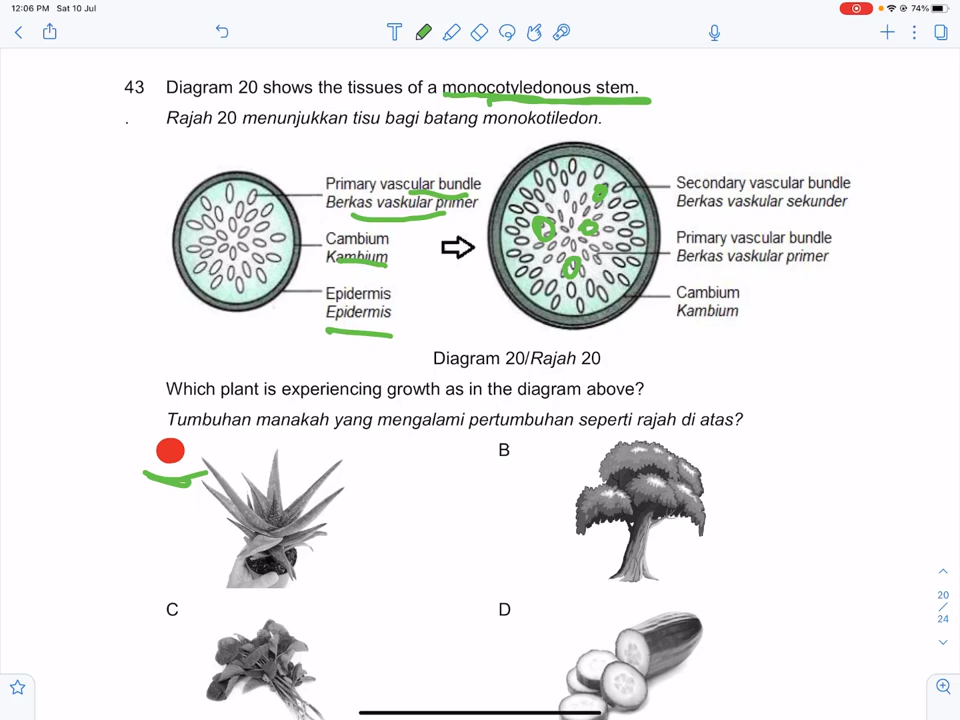 12:06 PM Sat 10 Jul
74%
T
43 Diagram 20 shows the tissues of a monocotyledonous stem.
. Rajah 20 menunjukkan tisu bagi batang monokotiledon.
Primary vascular bundle
Berkas vaskular primer
Cambium
Kambium
Epidermis
Epidermis
Secondary vascular bundle
Berkas vaskular sekunder
Primary vascular bundle
Berkas vaskular primer
Cambium
Kambium
Diagram 20/Rajah 20
Which plant is experiencing growth as in the diagram above?
Tumbuhan manakah yang mengalami pertumbuhan seperti rajah di atas?
B
C
D
20
/
24